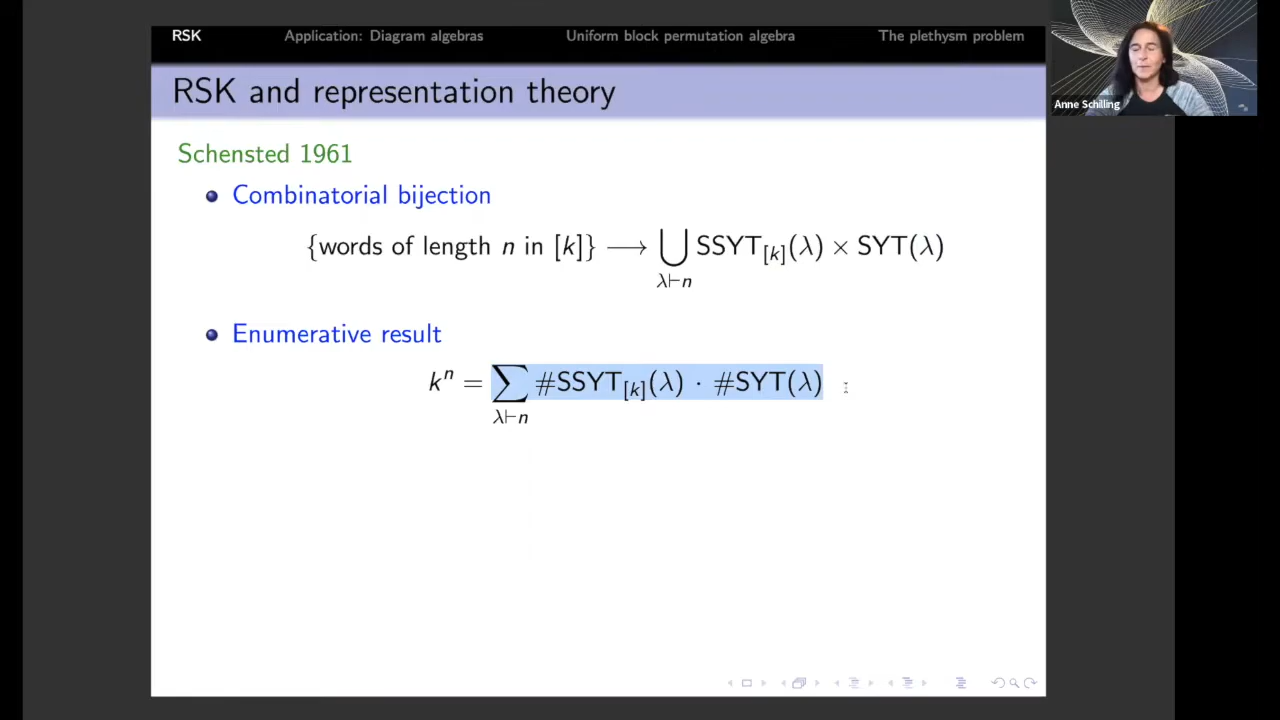 RSK Application: Diagram algebras Uniform block permutation algebra The plethysm problem
RSK and representation theory
Anne Schilling
Schensted 1961
Combinatorial bijection
{words of length n in [k]} ⟶ ⋃ SSYT[k](λ) × SYT(λ)
λ⊢n
Enumerative result
kⁿ = ∑ #SSYT[k](λ) · #SYT(λ)
λ⊢n